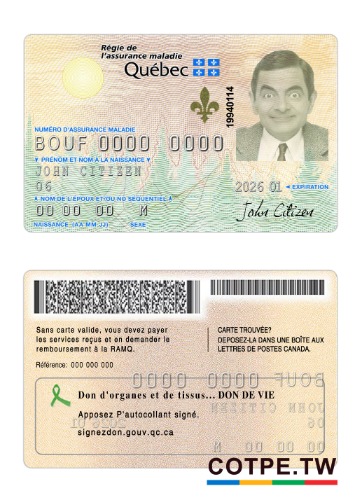 Régie de
l'assurance maladie
Québec
19940114
NUMÉRO D'ASSURANCE MALADIE
BOUF 0000 0000
▼ PRÉNOM ET NOM À LA NAISSANCE ▼
JOHN CITIZEN
06
2026 01 ◄ EXPIRATION
▲ NOM DE L'ÉPOUX ET/OU NO SÉQUENTIEL ▲
00 00 00 M
NAISSANCE (AA MM JJ) SEXE
John Citizen
Sans carte valide, vous devez payer
les services reçus et en demander le
remboursement à la RAMQ.
Référence: 000 000 000
CARTE TROUVÉE?
DEPOSEZ-LA DANS UNE BOÎTE AUX
LETTRES DE POSTES CANADA.
BOUF 0000 0000
Don d'organes et de tissus... DON DE VIE
JOHN CITIZEN
06
Apposez P'autocollant signé.
2026 01
signezdon.gouv.qc.ca
00 00 00 M
COTPE.TW